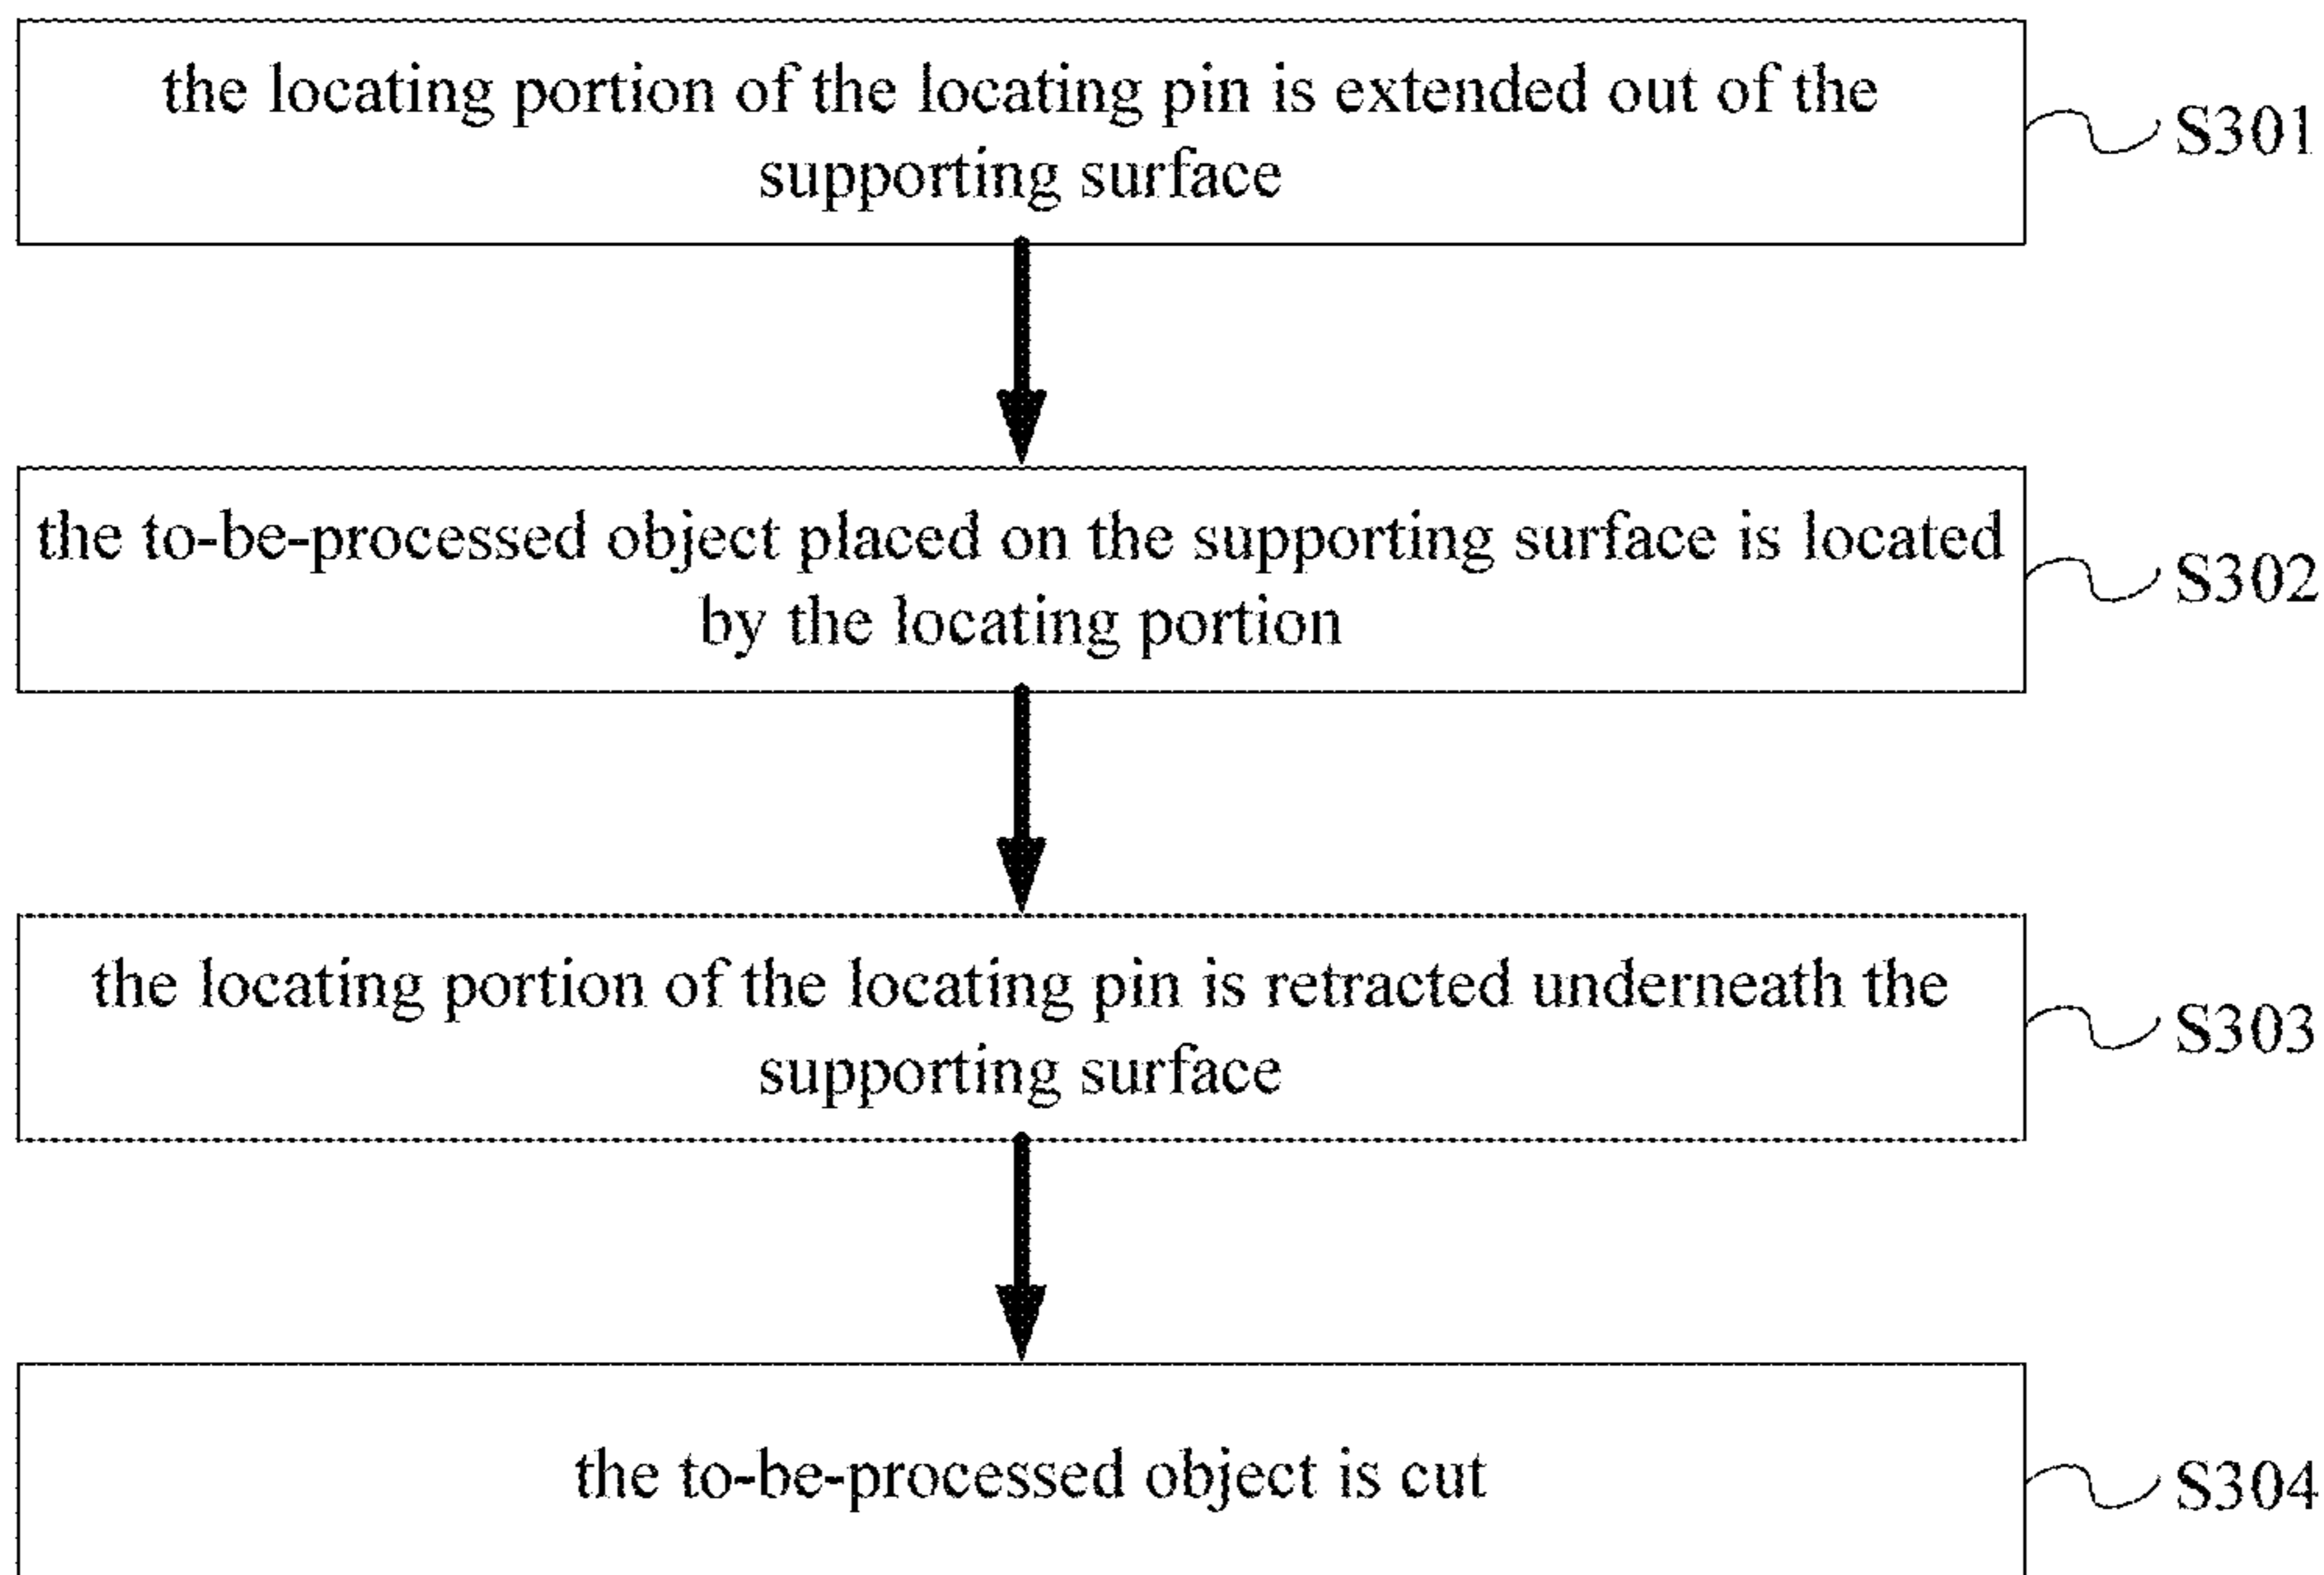 the locating portion of the locating pin is extended out of the
supporting surface
S301
the to-be-processed object placed on the supporting surface is located
by the locating portion
S302
the locating portion of the locating pin is retracted underneath the
supporting surface
S303
the to-be-processed object is cut
S304